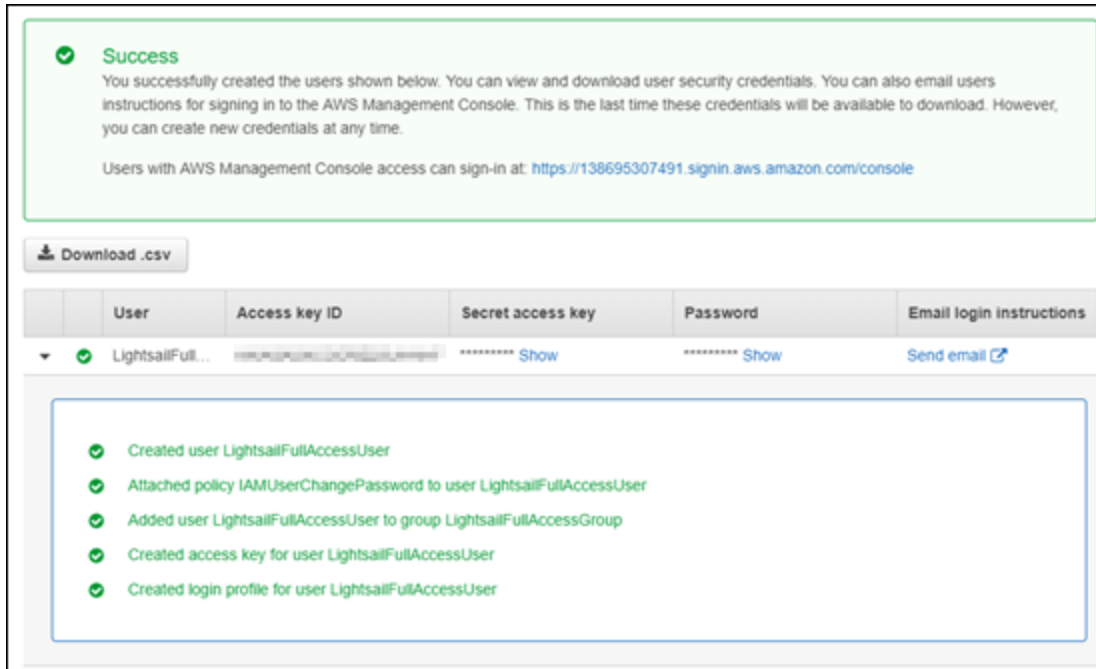 Success
You successfully created the users shown below. You can view and download user security credentials. You can also email users
instructions for signing in to the AWS Management Console. This is the last time these credentials will be available to download. However,
you can create new credentials at any time.
Users with AWS Management Console access can sign-in at: https://138695307491.signin.aws.amazon.com/console
Download .csv
User Access key ID Secret access key Password Email login instructions
LightsailFull... ********* Show ********* Show Send email
Created user LightsailFullAccessUser
Attached policy IAMUserChangePassword to user LightsailFullAccessUser
Added user LightsailFullAccessUser to group LightsailFullAccessGroup
Created access key for user LightsailFullAccessUser
Created login profile for user LightsailFullAccessUser